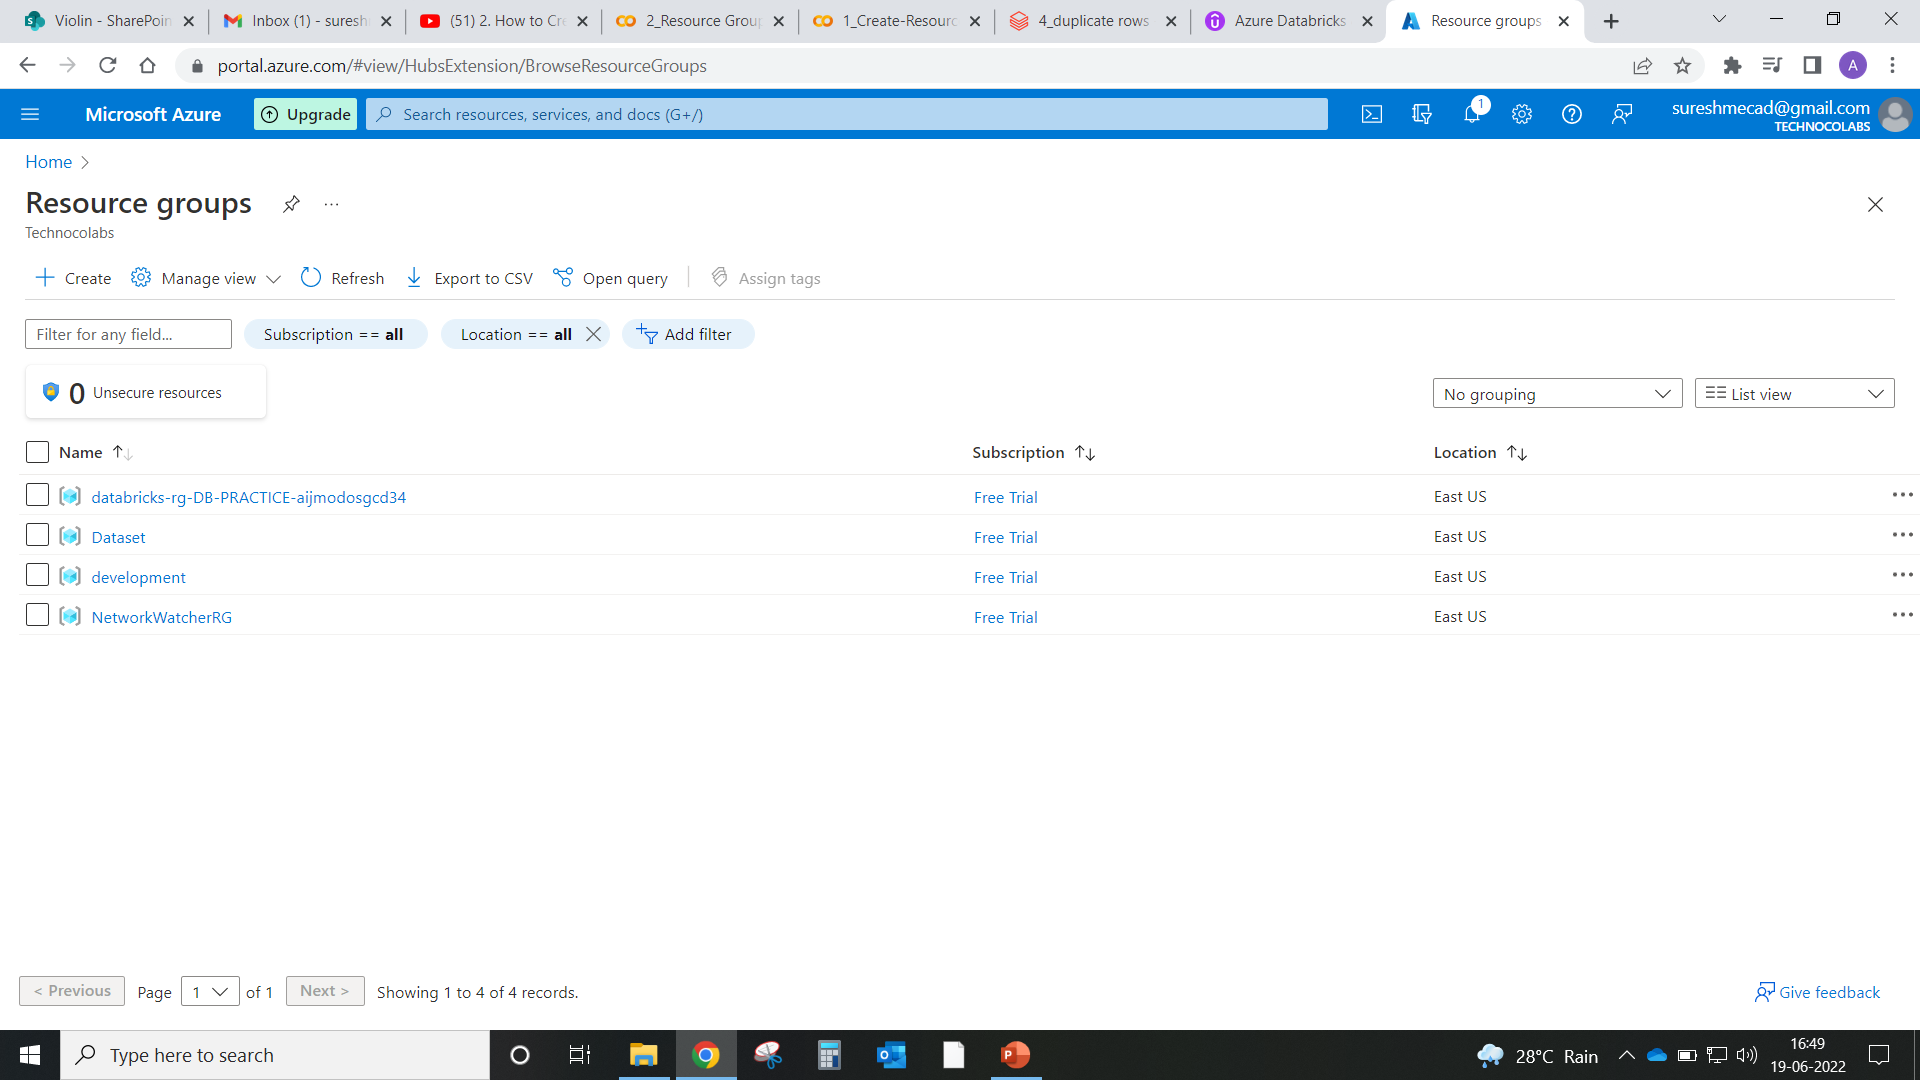 Violin - SharePoin
Inbox (1) - suresh
(51) 2. How to Cre
2_Resource Group
1_Create-Resourc
4_duplicate rows
Azure Databricks
Resource groups
portal.azure.com/#view/HubsExtension/BrowseResourceGroups
A
Microsoft Azure
Upgrade
Search resources, services, and docs (G+/)
1
sureshmecad@gmail.com
TECHNOCOLABS
Home
Resource groups
...
Technocolabs
Create
Manage view
Refresh
Export to CSV
Open query
Assign tags
Filter for any field...
Subscription == all
Location == all
Add filter
0 Unsecure resources
No grouping
List view
Name
Subscription
Location
databricks-rg-DB-PRACTICE-aijmodosgcd34
Free Trial
East US
Dataset
Free Trial
East US
development
Free Trial
East US
NetworkWatcherRG
Free Trial
East US
< Previous
Page
1
of 1
Next >
Showing 1 to 4 of 4 records.
Give feedback
Type here to search
28°C Rain
16:49
19-06-2022